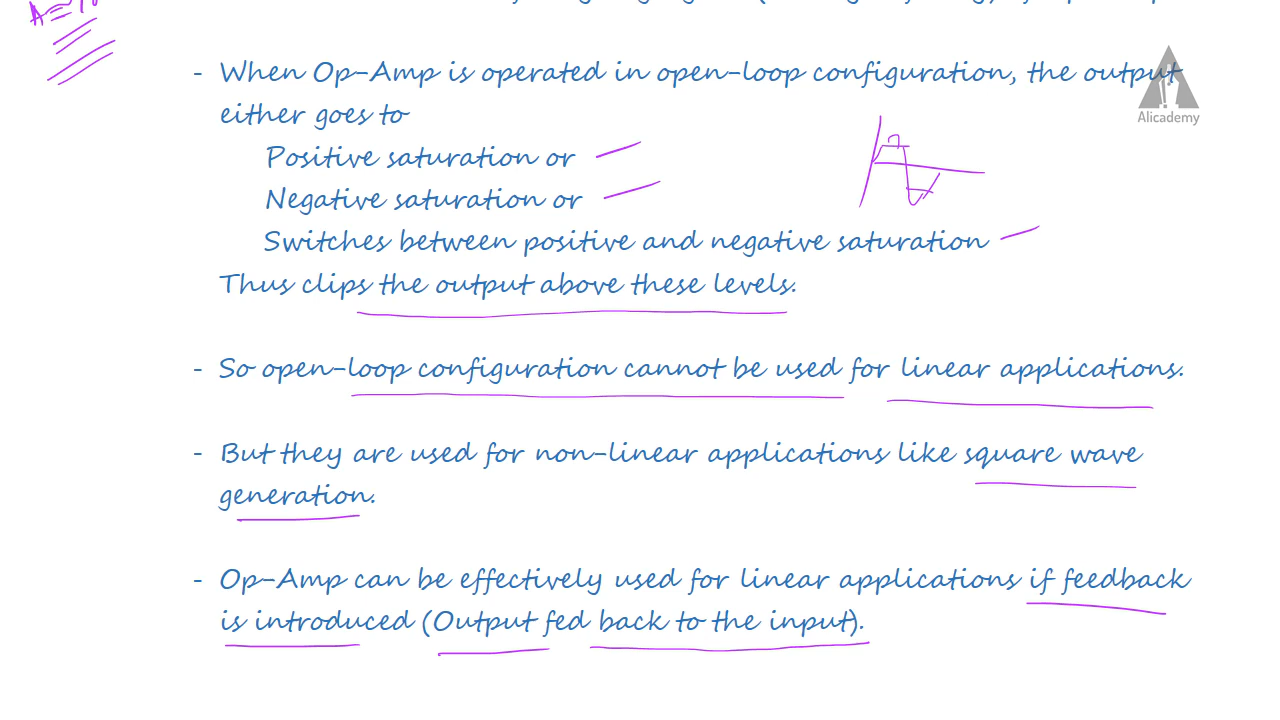 - When Op-Amp is operated in open-loop configuration, the output
either goes to
Positive saturation or
Negative saturation or
Switches between positive and negative saturation
Thus clips the output above these levels.
- So open-loop configuration cannot be used for linear applications.
- But they are used for non-linear applications like square wave
generation.
- Op-Amp can be effectively used for linear applications if feedback
is introduced (Output fed back to the input).
Alicademy